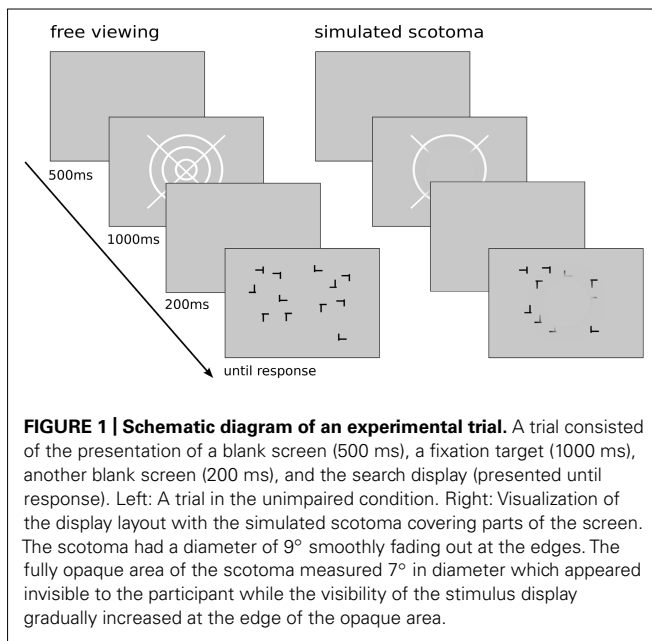 free viewing
simulated scotoma
500ms
1000ms
200ms
until response
FIGURE 1 | Schematic diagram of an experimental trial. A trial consisted
of the presentation of a blank screen (500 ms), a fixation target (1000 ms),
another blank screen (200 ms), and the search display (presented until
response). Left: A trial in the unimpaired condition. Right: Visualization of
the display layout with the simulated scotoma covering parts of the screen.
The scotoma had a diameter of 9° smoothly fading out at the edges. The
fully opaque area of the scotoma measured 7° in diameter which appeared
invisible to the participant while the visibility of the stimulus display
gradually increased at the edge of the opaque area.